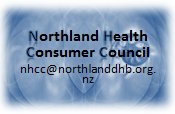 Northland Health
Consumer Council
nhcc@northlanddhb.org.
nz